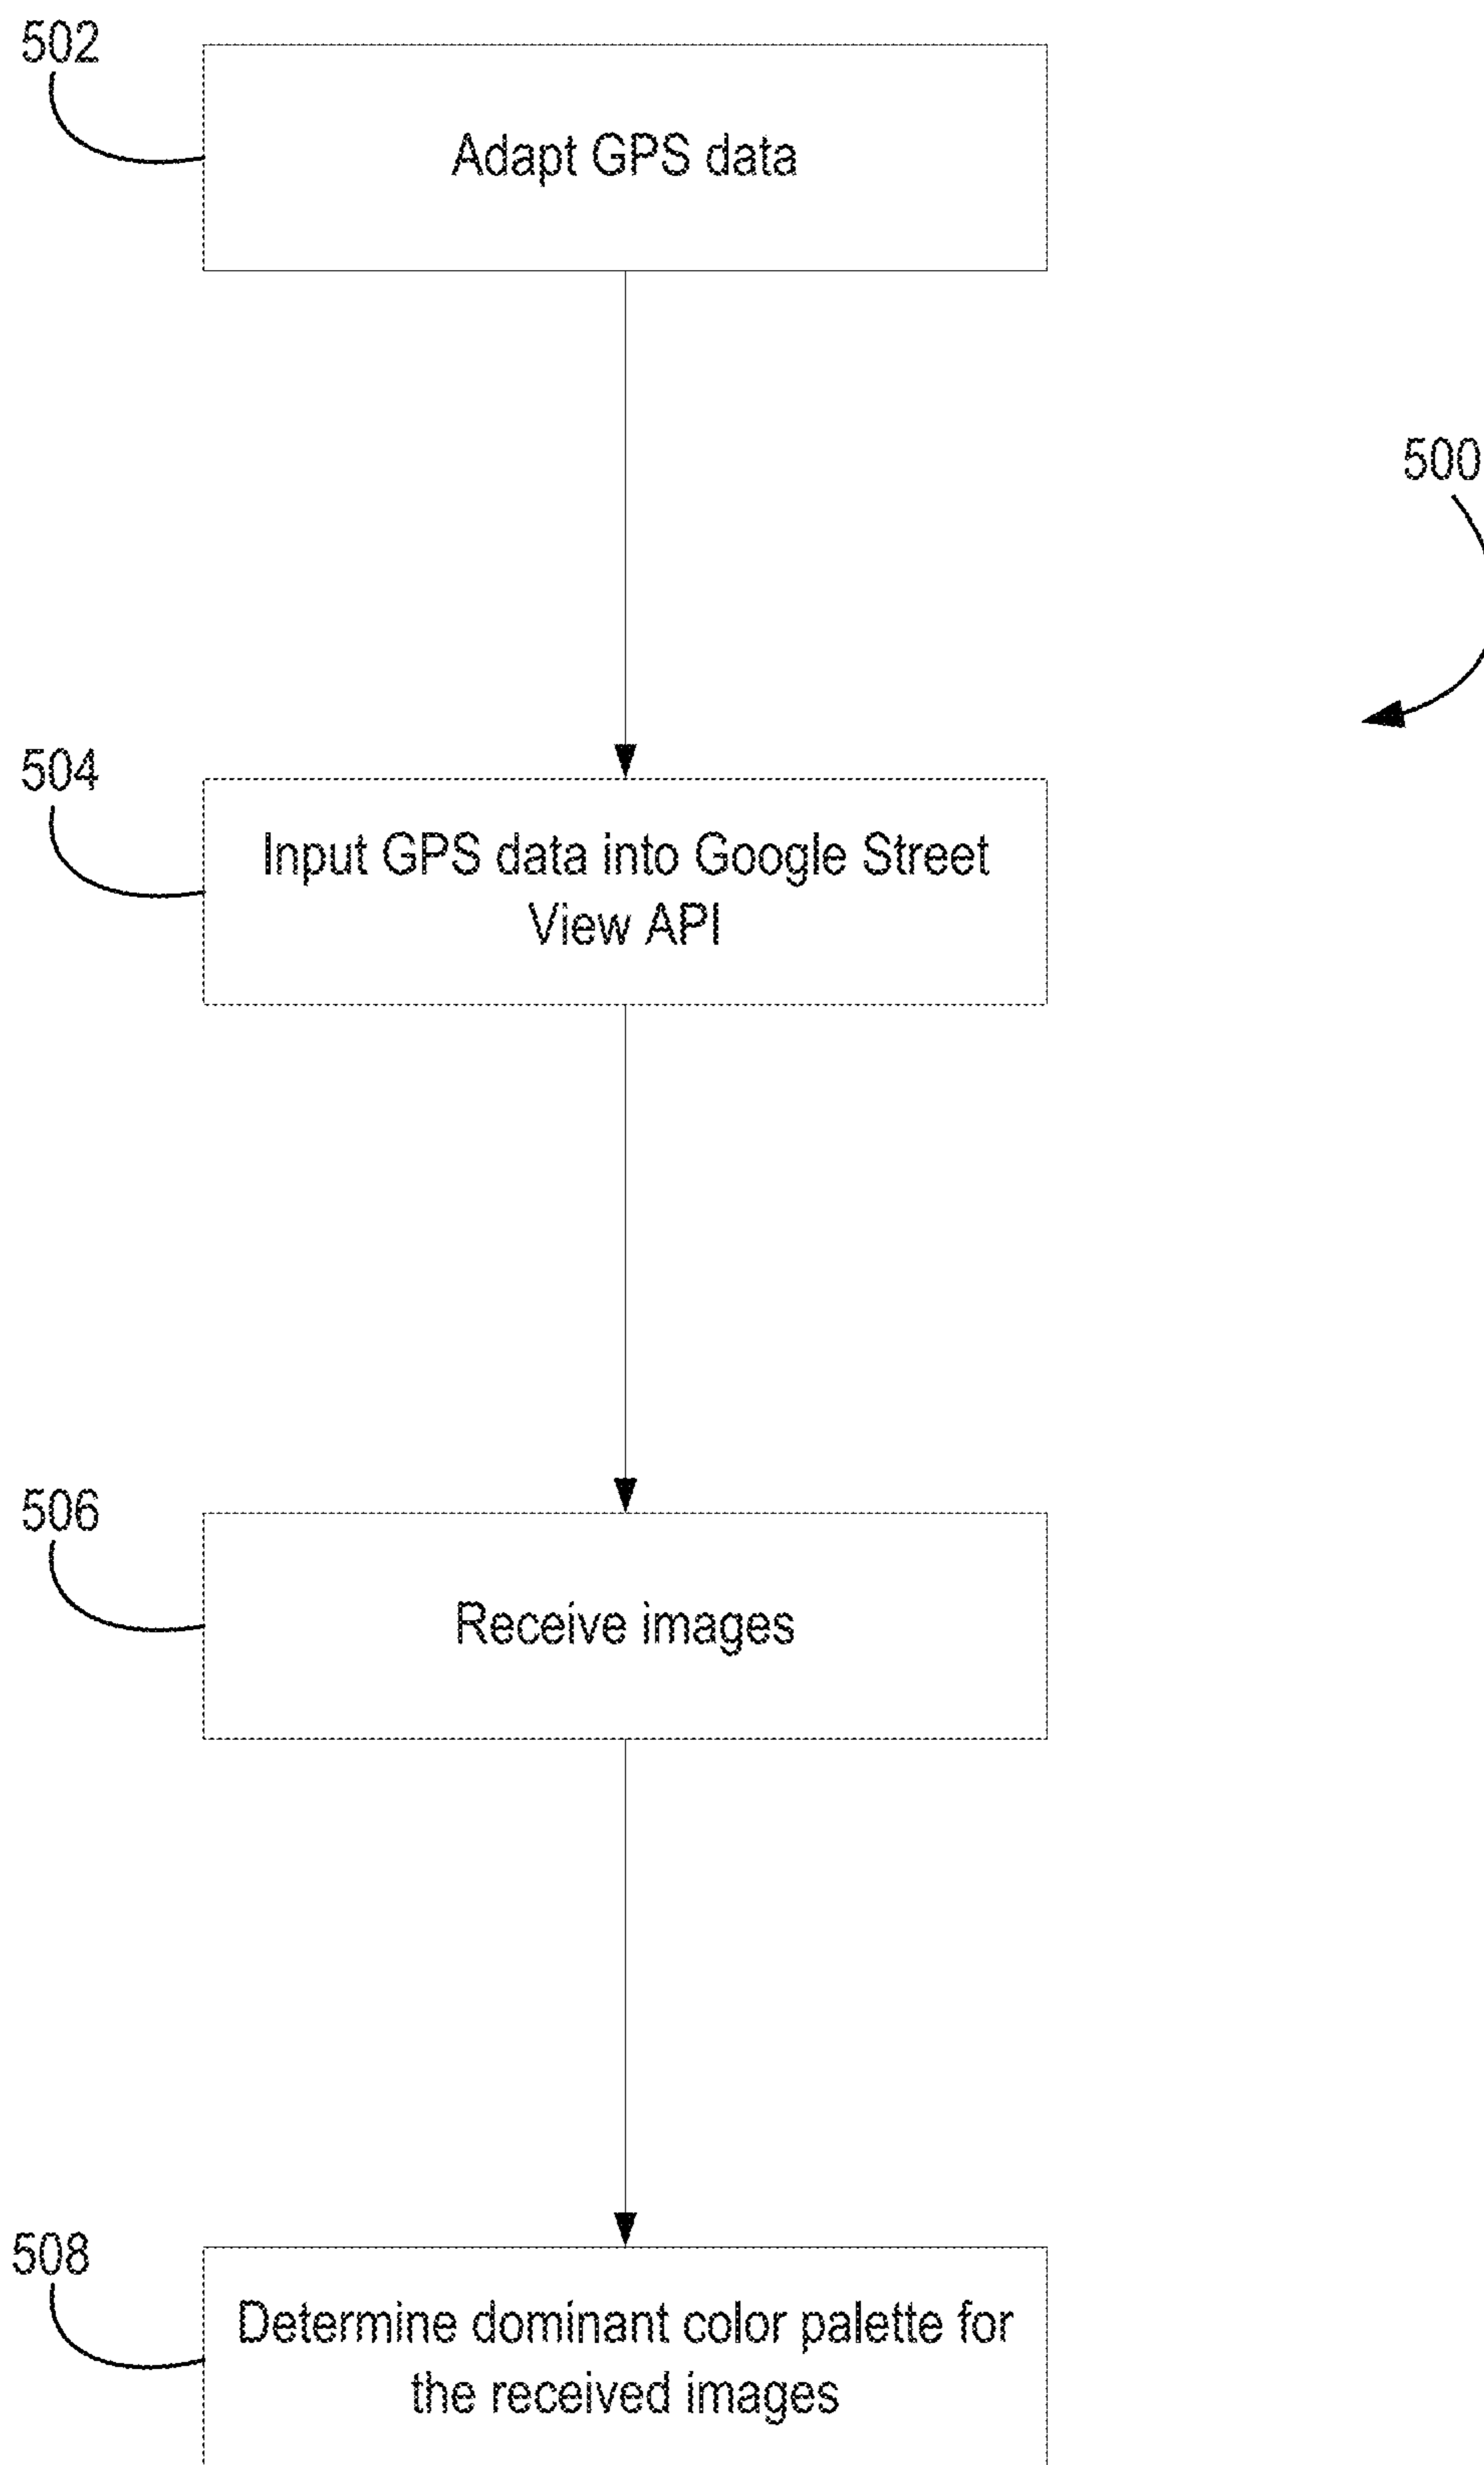 502
Adapt GPS data
500
504
Input GPS data into Google Street
View API
506
Receive images
508
Determine dominant color palette for
the received images